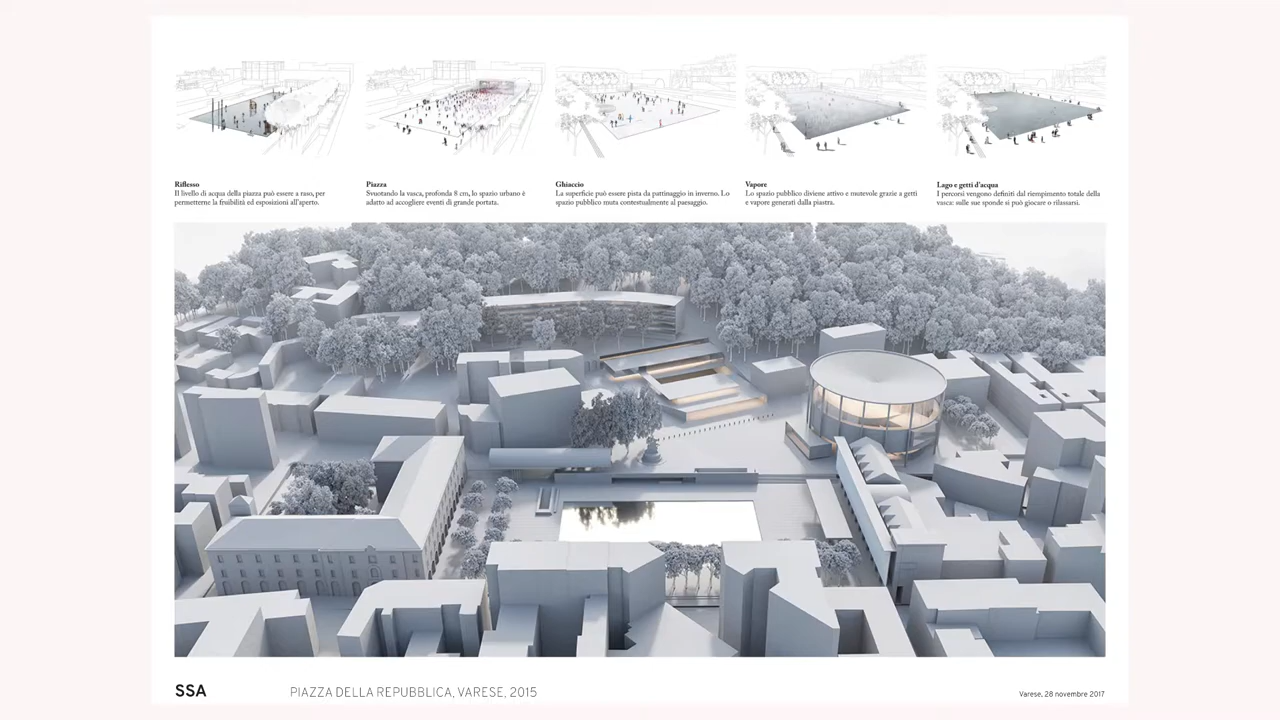 Riflesso
Il livello di acqua della piazza può essere a raso, per
permetterne la fruibilità ed esposizioni all'aperto.
Piazza
Svuotando la vasca, profonda 8 cm, lo spazio urbano è
adatto ad accogliere eventi di grande portata.
Ghiaccio
La superficie può essere pista da pattinaggio in inverno. Lo
spazio pubblico muta contestualmente al paesaggio.
Vapore
Lo spazio pubblico diviene attivo e mutevole grazie a getti
e vapore generati dalla piastra.
Lago e getti d'acqua
I percorsi vengono definiti dal riempimento totale della
vasca: sulle sue sponde si può giocare o rilassarsi.
SSA
PIAZZA DELLA REPUBBLICA, VARESE, 2015
Varese, 28 novembre 2017